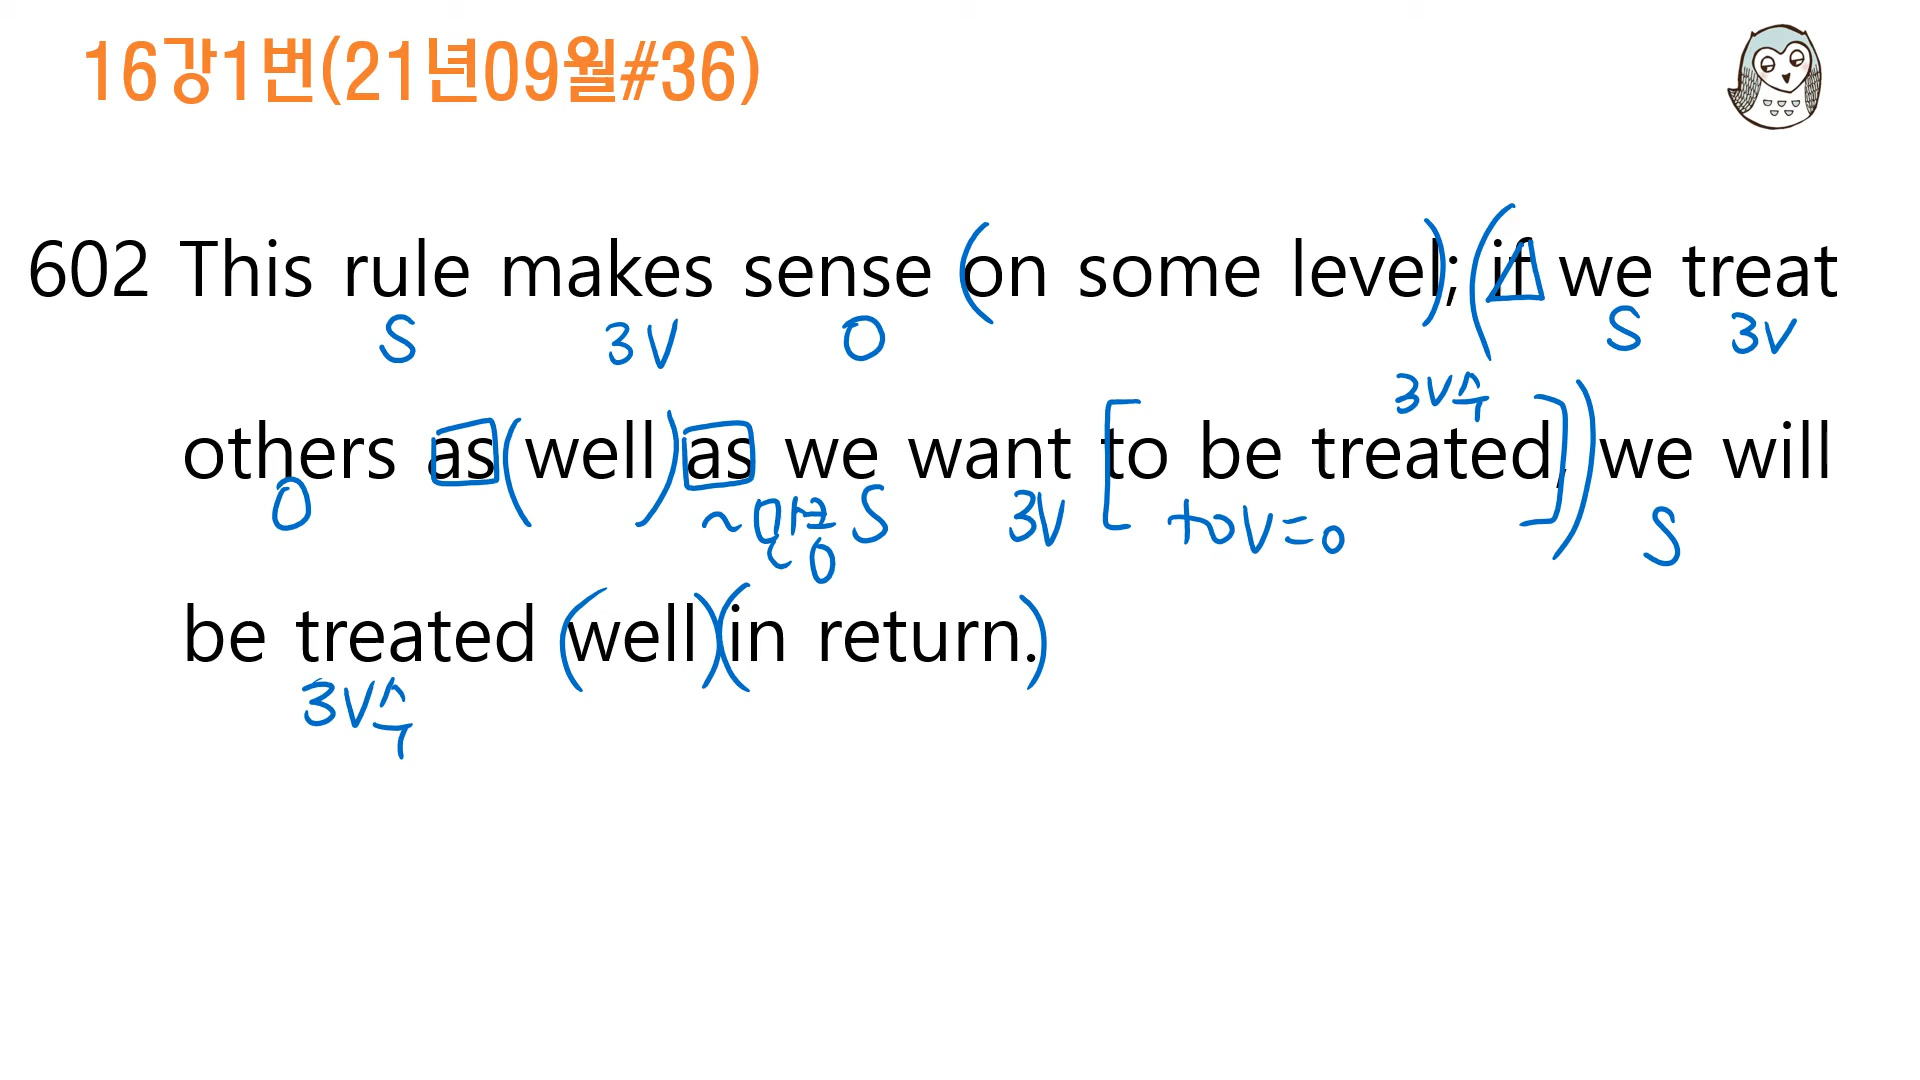 16강1번(21년09월#36)
602 This rule makes sense (on some level); (if we treat
S 3V O S 3V
3V수
others as (well) as we want [to be treated,]) we will
O ~만큼 S 3V toV=o S
be treated (well) (in return.)
3V수